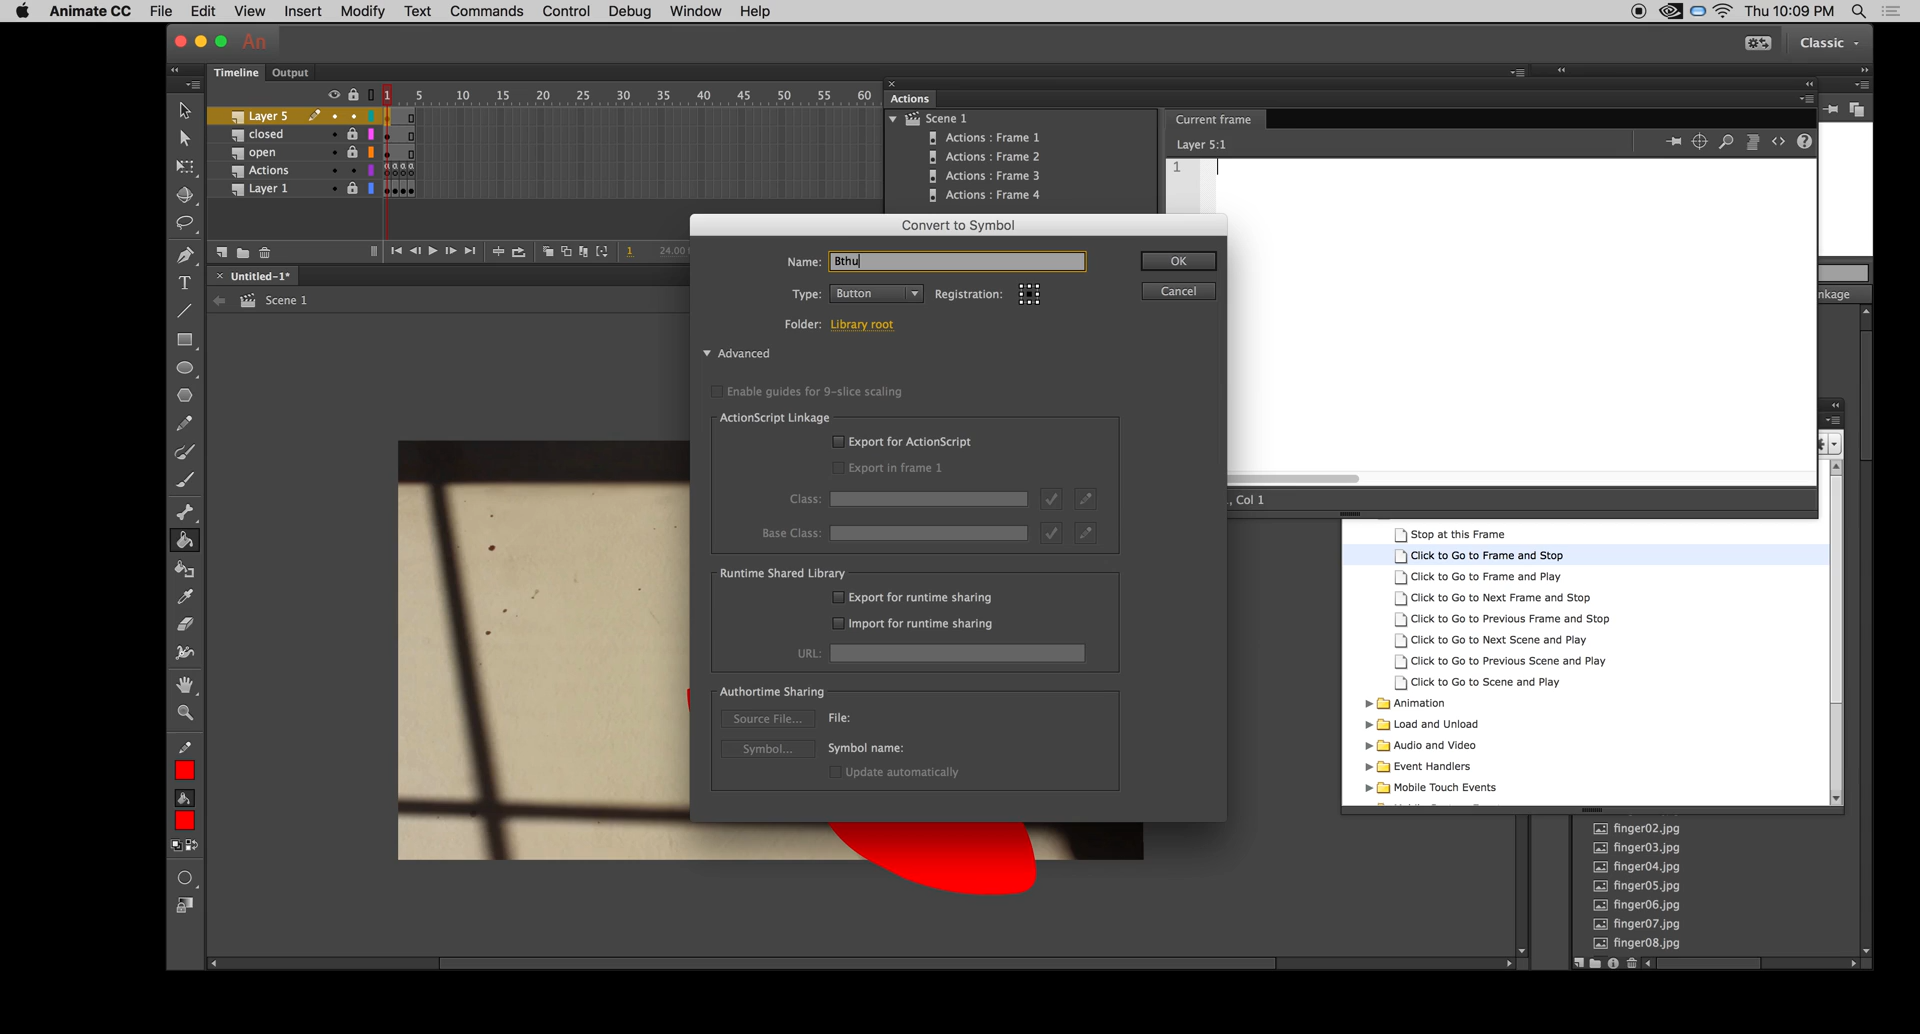 Animate CC File Edit View Insert Modify Text Commands Control Debug Window Help Thu 10:09 PM
An Classic
Timeline Output
1 5 10 15 20 25 30 35 40 45 50 55 60
Layer 5
closed
open
Actions
Layer 1
1 24.00
Untitled-1*
Scene 1
Actions
Scene 1
Actions : Frame 1
Actions : Frame 2
Actions : Frame 3
Actions : Frame 4
Current frame
Layer 5:1
1
Convert to Symbol
Name: Bthu OK
Type: Button Registration: Cancel
Folder: Library root
Advanced
Enable guides for 9-slice scaling
ActionScript Linkage
Export for ActionScript
Export in frame 1
Class:
Base Class:
Runtime Shared Library
Export for runtime sharing
Import for runtime sharing
URL:
Authortime Sharing
Source File... File:
Symbol... Symbol name:
Update automatically
nkage
, Col 1
Stop at this Frame
Click to Go to Frame and Stop
Click to Go to Frame and Play
Click to Go to Next Frame and Stop
Click to Go to Previous Frame and Stop
Click to Go to Next Scene and Play
Click to Go to Previous Scene and Play
Click to Go to Scene and Play
Animation
Load and Unload
Audio and Video
Event Handlers
Mobile Touch Events
finger02.jpg
finger03.jpg
finger04.jpg
finger05.jpg
finger06.jpg
finger07.jpg
finger08.jpg